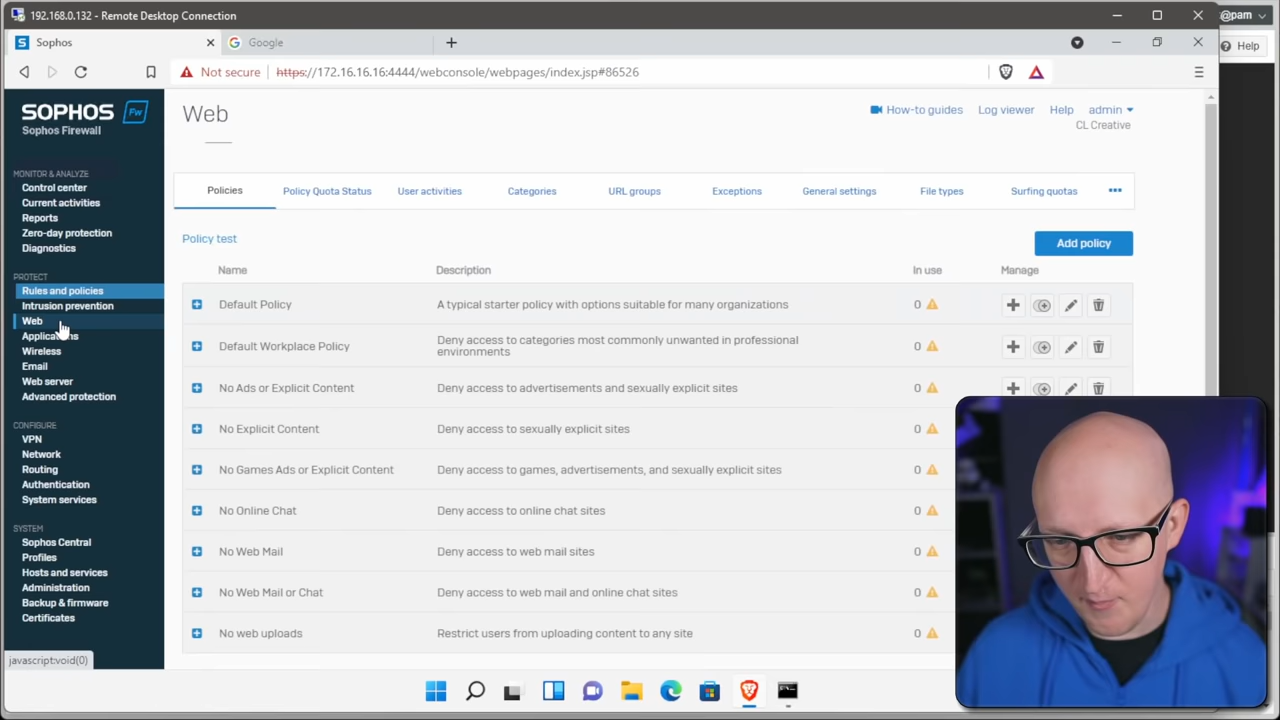 192.168.0.132 - Remote Desktop Connection
@pam
Sophos
Google
Help
Not secure
https://172.16.16.16:4444/webconsole/webpages/index.jsp#86526
SOPHOS
Fw
Sophos Firewall
MONITOR & ANALYZE
Control center
Current activities
Reports
Zero-day protection
Diagnostics
PROTECT
Rules and policies
Intrusion prevention
Web
Applications
Wireless
Email
Web server
Advanced protection
CONFIGURE
VPN
Network
Routing
Authentication
System services
SYSTEM
Sophos Central
Profiles
Hosts and services
Administration
Backup & firmware
Certificates
javascript:void(0)
Web
How-to guides Log viewer Help admin
CL Creative
Policies Policy Quota Status User activities Categories URL groups Exceptions General settings File types Surfing quotas
Policy test
Add policy
Name Description In use Manage
Default Policy A typical starter policy with options suitable for many organizations 0
Default Workplace Policy Deny access to categories most commonly unwanted in professional
environments 0
No Ads or Explicit Content Deny access to advertisements and sexually explicit sites 0
No Explicit Content Deny access to sexually explicit sites 0
No Games Ads or Explicit Content Deny access to games, advertisements, and sexually explicit sites 0
No Online Chat Deny access to online chat sites 0
No Web Mail Deny access to web mail sites 0
No Web Mail or Chat Deny access to web mail and online chat sites 0
No web uploads Restrict users from uploading content to any site 0